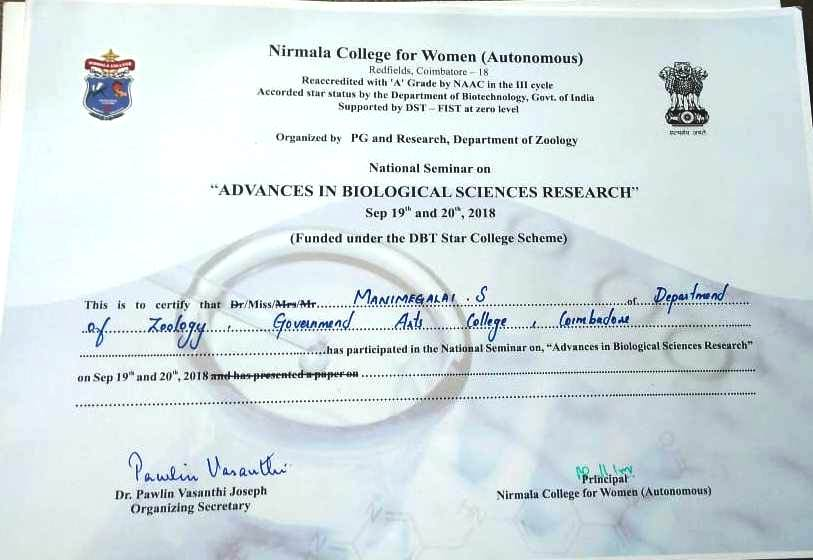 NIRMALA COLLEGE
Nirmala College for Women (Autonomous)
Redfields, Coimbatore – 18
Reaccredited with 'A' Grade by NAAC in the III cycle
Accorded star status by the Department of Biotechnology, Govt. of India
Supported by DST – FIST at zero level
सत्यमेव जयते
Organized by PG and Research, Department of Zoology
National Seminar on
“ADVANCES IN BIOLOGICAL SCIENCES RESEARCH”
Sep 19th and 20th, 2018
(Funded under the DBT Star College Scheme)
This is to certify that Dr/Miss/Mrs/Mr. MANIMEGALAI . S of Department
of Zoology , Government Arts College , Coimbatore
has participated in the National Seminar on, “Advances in Biological Sciences Research”
on Sep 19th and 20th, 2018 and has presented a paper on
Pawlin Vasanthi
Dr. Pawlin Vasanthi Joseph
Organizing Secretary
Principal
Nirmala College for Women (Autonomous)